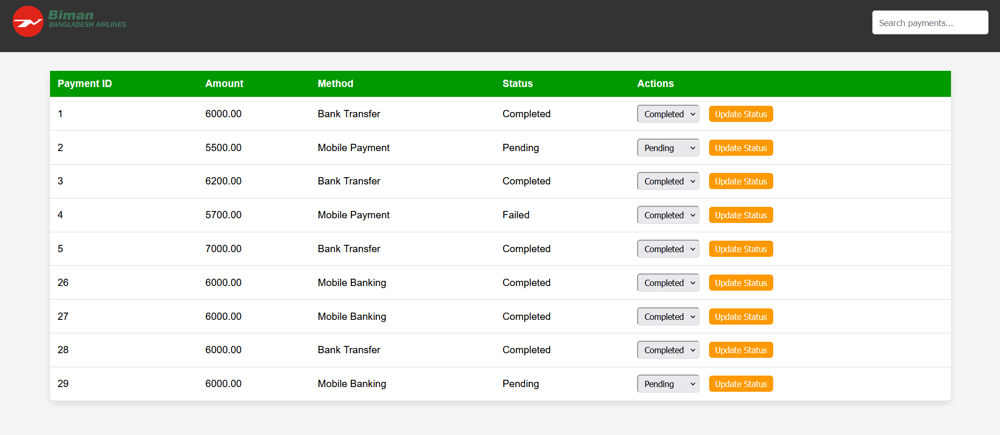 Biman
BANGLADESH AIRLINES
Search payments...
Payment ID Amount Method Status Actions
1 6000.00 Bank Transfer Completed Completed Update Status
2 5500.00 Mobile Payment Pending Pending Update Status
3 6200.00 Bank Transfer Completed Completed Update Status
4 5700.00 Mobile Payment Failed Completed Update Status
5 7000.00 Bank Transfer Completed Completed Update Status
26 6000.00 Mobile Banking Completed Completed Update Status
27 6000.00 Mobile Banking Completed Completed Update Status
28 6000.00 Bank Transfer Completed Completed Update Status
29 6000.00 Mobile Banking Pending Pending Update Status